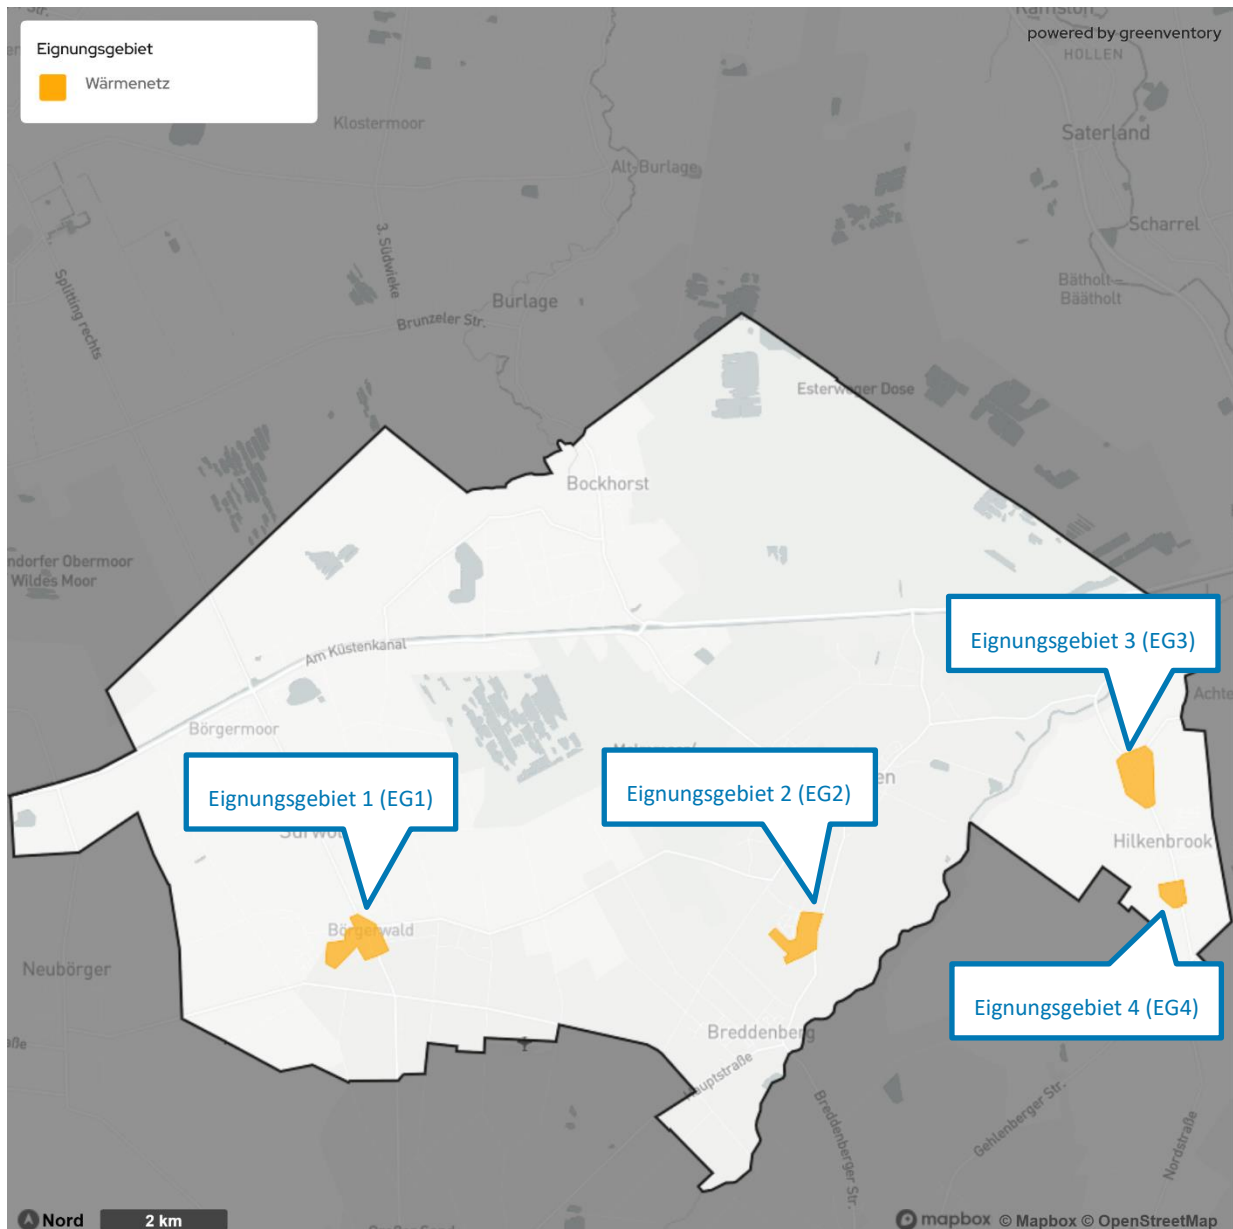 Eignungsgebiet
Wärmenetz
powered by greenventory
HOLLEN
Klostermoor
Saterland
Alt-Burlage
Scharrel
3. Südwieke
Bätholt –
Bäätholt
Splitting rechts
Burlage
Brunzeler Str.
Esterweger Dose
Bockhorst
ndorfer Obermoor
Wildes Moor
Eignungsgebiet 3 (EG3)
Am Küstenkanal
Achte
Börgermoor
Eignungsgebiet 1 (EG1)
Eignungsgebiet 2 (EG2)
en
Hilkenbrook
Börgerwald
Neubörger
Eignungsgebiet 4 (EG4)
Breddenberg
Hauptstraße
aße
Breddenberger Str.
Gehlenberger Str.
Nordstraße
Nord
2 km
mapbox © Mapbox © OpenStreetMap